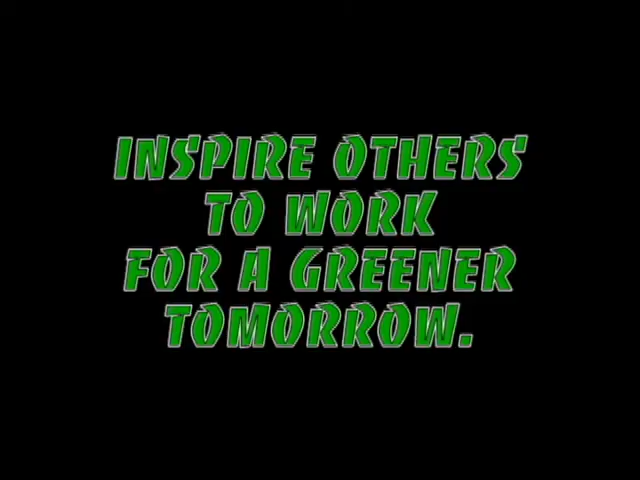 INSPIRE OTHERS
TO WORK
FOR A GREENER
TOMORROW.